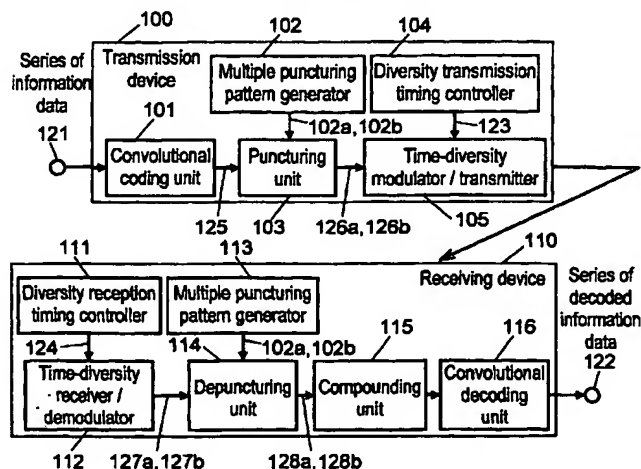 100
102
104
Series of
information
data
121
Transmission
device
101
Multiple puncturing
pattern generator
Diversity transmission
timing controller
102a, 102b
123
Convolutional
coding unit
Puncturing
unit
Time-diversity
modulator / transmitter
125
103
126a, 126b
105
110
111
113
Receiving device
Series
of decoded
information
data
122
Diversity reception
timing controller
Multiple puncturing
pattern generator
124
114
102a, 102b
115
116
Time-diversity
receiver /
demodulator
Depuncturing
unit
Compounding
unit
Convolutional
decoding
unit
112
127a, 127b
128a, 128b